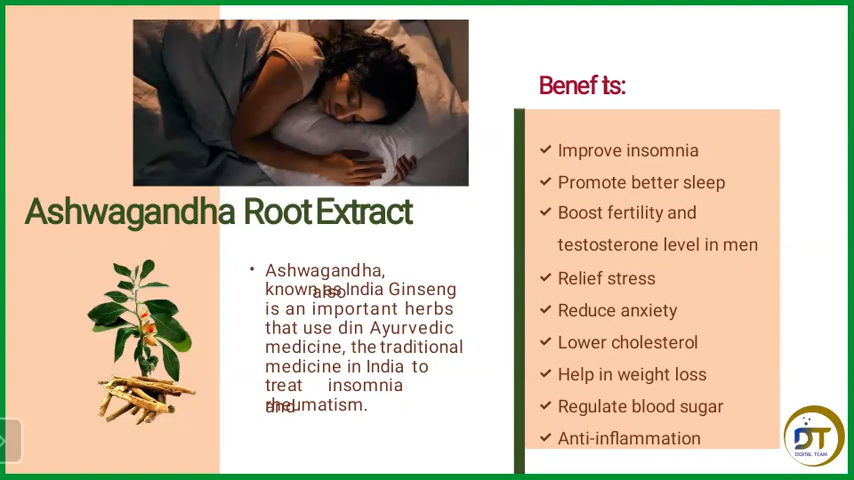 Benefits:
Improve insomnia
Promote better sleep
Boost fertility and
testosterone level in men
Relief stress
Reduce anxiety
Lower cholesterol
Help in weight loss
Regulate blood sugar
Anti-inflammation
Ashwagandha Root Extract
• Ashwagandha,
also
known as India Ginseng
is an important herbs
that use din Ayurvedic
medicine, the traditional
medicine in India to
treat insomnia
and
rheumatism.
DT
DIGITAL TEAM